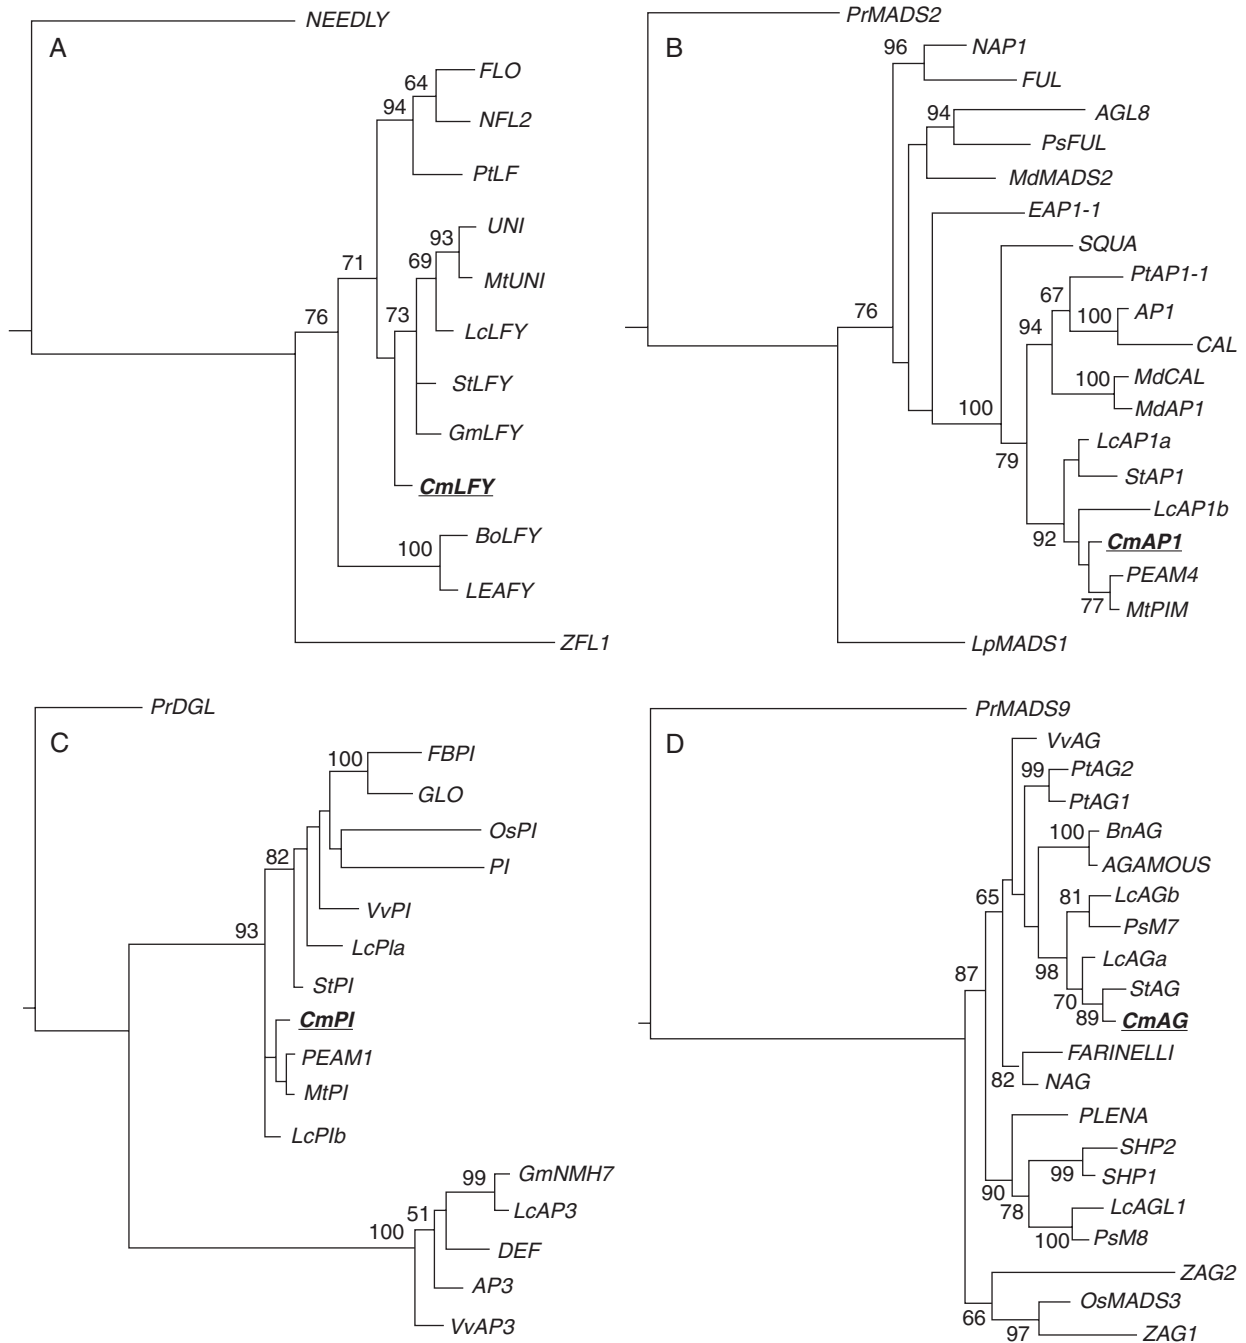 NEEDLY
A
FLO
64
94
NFL2
PtLF
UNI
93
71
69
MtUNI
76
73
LcLFY
StLFY
GmLFY
CmLFY
BoLFY
100
LEAFY
ZFL1
PrMADS2
B
96
NAP1
FUL
94
AGL8
PsFUL
MdMADS2
EAP1-1
SQUA
PtAP1-1
67
76
100
AP1
94
CAL
100
MdCAL
MdAP1
100
LcAP1a
79
StAP1
LcAP1b
92
CmAP1
PEAM4
77
MtPIM
LpMADS1
PrDGL
C
100
FBPI
GLO
OsPI
82
PI
VvPI
93
LcPIa
StPI
CmPI
PEAM1
MtPI
LcPIb
99
GmNMH7
51
LcAP3
100
DEF
AP3
VvAP3
PrMADS9
D
VvAG
99
PtAG2
PtAG1
100
BnAG
AGAMOUS
65
81
LcAGb
PsM7
87
98
LcAGa
70
StAG
89
CmAG
FARINELLI
82
NAG
PLENA
SHP2
99
SHP1
90
78
LcAGL1
100
PsM8
ZAG2
66
OsMADS3
97
ZAG1